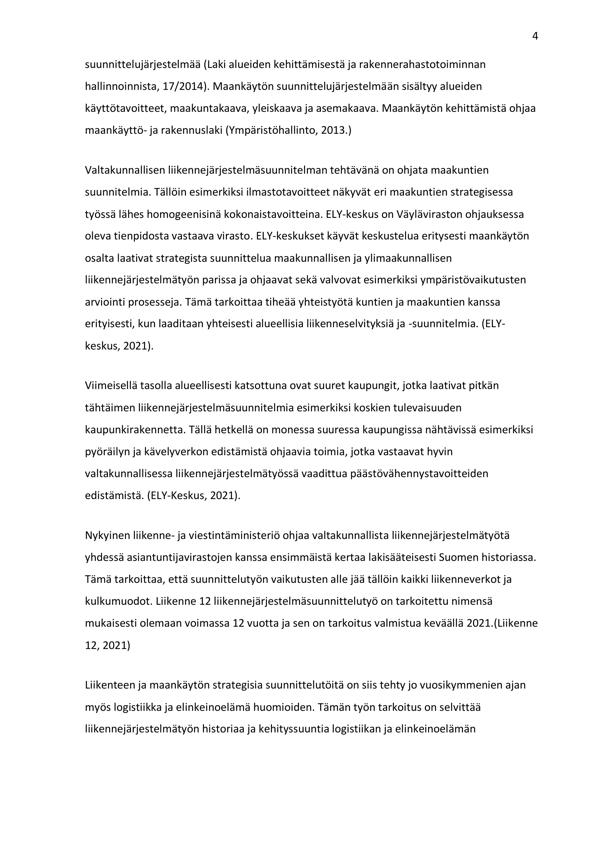 4
suunnittelujärjestelmää (Laki alueiden kehittämisestä ja rakennerahastotoiminnan
hallinnoinnista, 17/2014). Maankäytön suunnittelujärjestelmään sisältyy alueiden
käyttötavoitteet, maakuntakaava, yleiskaava ja asemakaava. Maankäytön kehittämistä ohjaa
maankäyttö- ja rakennuslaki (Ympäristöhallinto, 2013.)
Valtakunnallisen liikennejärjestelmäsuunnitelman tehtävänä on ohjata maakuntien
suunnitelmia. Tällöin esimerkiksi ilmastotavoitteet näkyvät eri maakuntien strategisessa
työssä lähes homogeenisinä kokonaistavoitteina. ELY-keskus on Väyläviraston ohjauksessa
oleva tienpidosta vastaava virasto. ELY-keskukset käyvät keskustelua eritysesti maankäytön
osalta laativat strategista suunnittelua maakunnallisen ja ylimaakunnallisen
liikennejärjestelmätyön parissa ja ohjaavat sekä valvovat esimerkiksi ympäristövaikutusten
arviointi prosesseja. Tämä tarkoittaa tiheää yhteistyötä kuntien ja maakuntien kanssa
erityisesti, kun laaditaan yhteisesti alueellisia liikenneselvityksiä ja -suunnitelmia. (ELY-
keskus, 2021).
Viimeisellä tasolla alueellisesti katsottuna ovat suuret kaupungit, jotka laativat pitkän
tähtäimen liikennejärjestelmäsuunnitelmia esimerkiksi koskien tulevaisuuden
kaupunkirakennetta. Tällä hetkellä on monessa suuressa kaupungissa nähtävissä esimerkiksi
pyöräilyn ja kävelyverkon edistämistä ohjaavia toimia, jotka vastaavat hyvin
valtakunnallisessa liikennejärjestelmätyössä vaadittua päästövähennystavoitteiden
edistämistä. (ELY-Keskus, 2021).
Nykyinen liikenne- ja viestintäministeriö ohjaa valtakunnallista liikennejärjestelmätyötä
yhdessä asiantuntijavirastojen kanssa ensimmäistä kertaa lakisääteisesti Suomen historiassa.
Tämä tarkoittaa, että suunnittelutyön vaikutusten alle jää tällöin kaikki liikenneverkot ja
kulkumuodot. Liikenne 12 liikennejärjestelmäsuunnittelutyö on tarkoitettu nimensä
mukaisesti olemaan voimassa 12 vuotta ja sen on tarkoitus valmistua keväällä 2021.(Liikenne
12, 2021)
Liikenteen ja maankäytön strategisia suunnittelutöitä on siis tehty jo vuosikymmenien ajan
myös logistiikka ja elinkeinoelämä huomioiden. Tämän työn tarkoitus on selvittää
liikennejärjestelmätyön historiaa ja kehityssuuntia logistiikan ja elinkeinoelämän